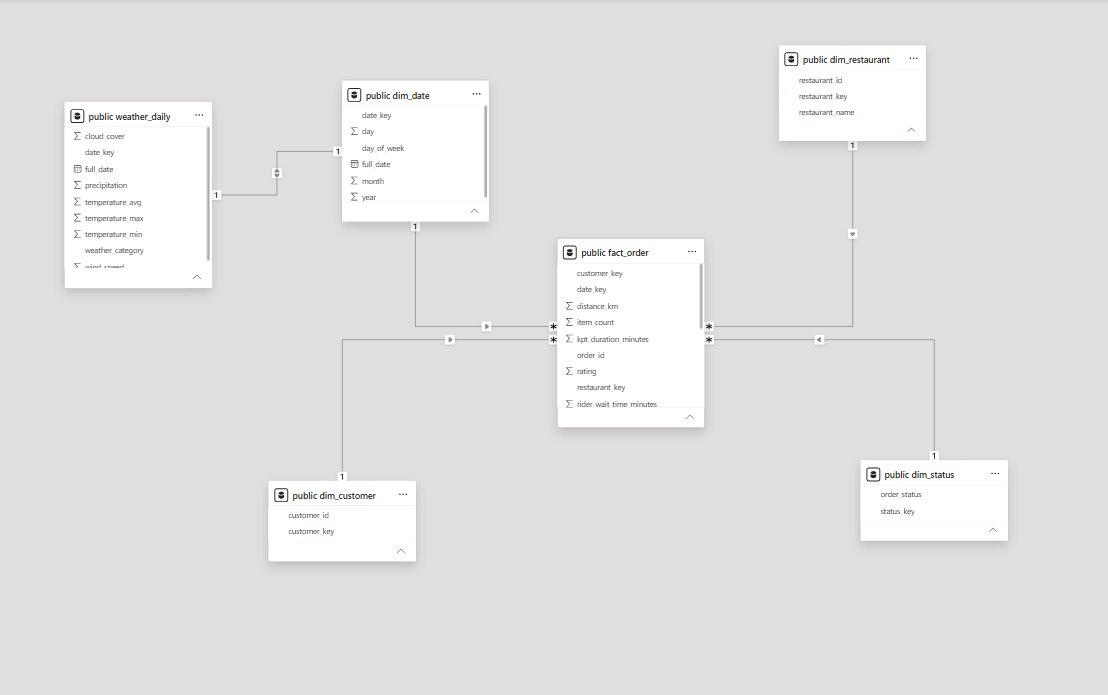 public weather_daily
cloud_cover
date_key
full_date
precipitation
temperature_avg
temperature_max
temperature_min
weather_category
wind_speed
1
public dim_date
date_key
day
day_of_week
full_date
month
year
1
1
public dim_restaurant
restaurant_id
restaurant_key
restaurant_name
1
public fact_order
customer_key
date_key
distance_km
item_count
kpt_duration_minutes
order_id
rating
restaurant_key
rider_wait_time_minutes
*
*
*
*
public dim_customer
customer_id
customer_key
1
public dim_status
order_status
status_key
1